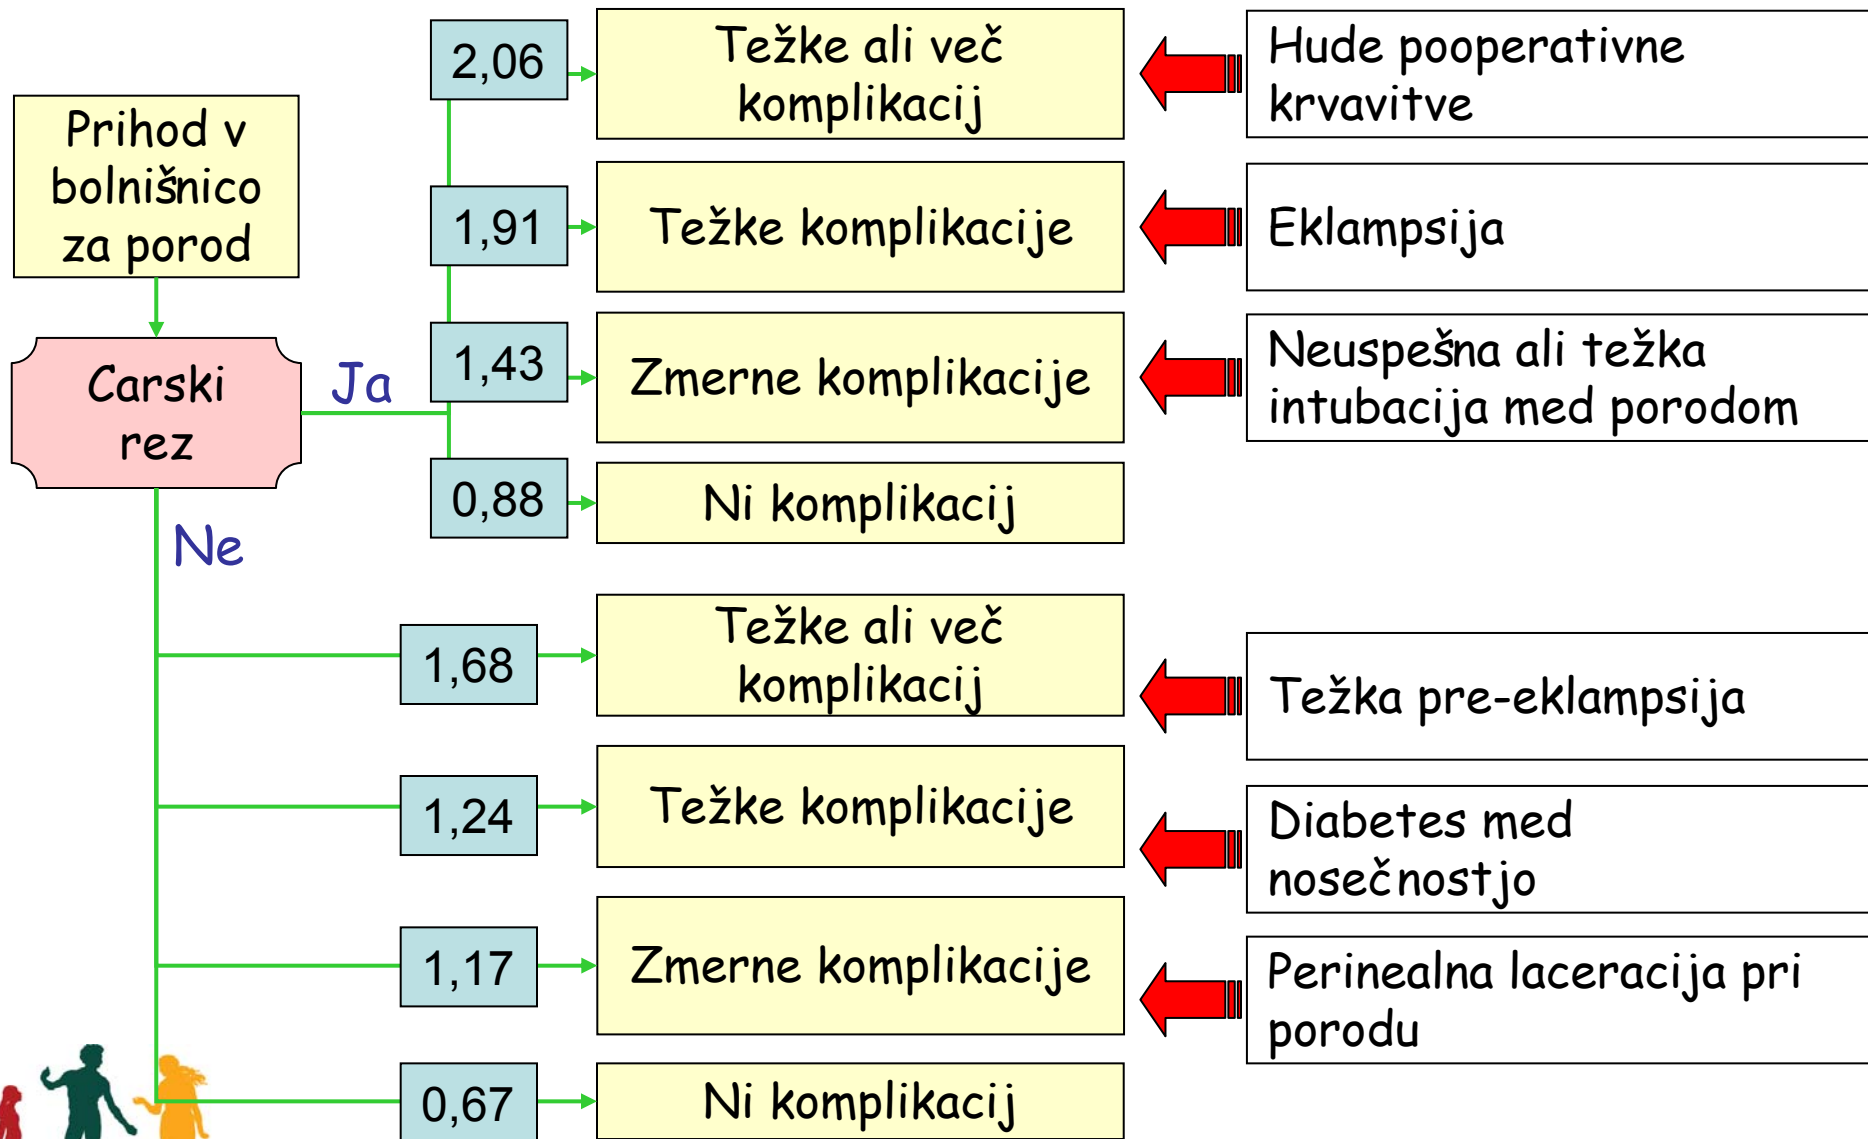 Prihod v
bolnišnico
za porod
Carski
rez
Ja
Ne
2,06
Težke ali več
komplikacij
Hude pooperativne
krvavitve
1,91
Težke komplikacije
Eklampsija
1,43
Zmerne komplikacije
Neuspešna ali težka
intubacija med porodom
0,88
Ni komplikacij
1,68
Težke ali več
komplikacij
Težka pre-eklampsija
1,24
Težke komplikacije
Diabetes med
nosečnostjo
1,17
Zmerne komplikacije
Perinealna laceracija pri
porodu
0,67
Ni komplikacij